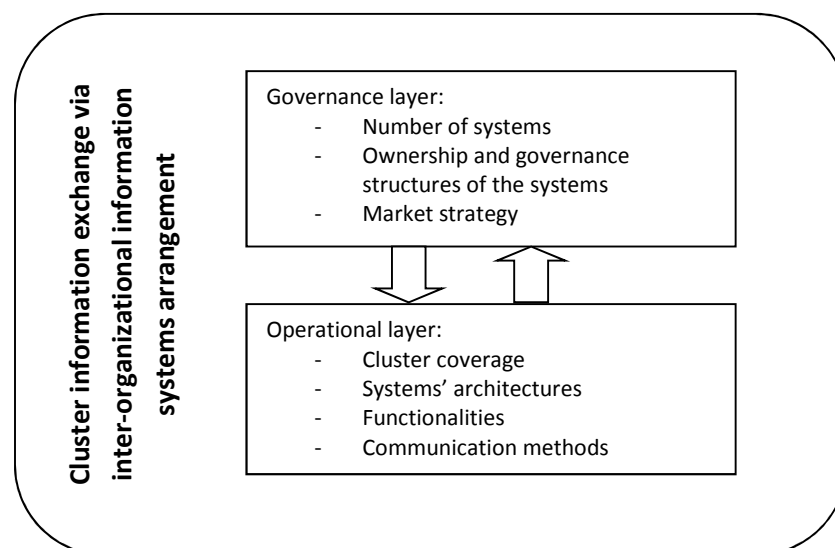 Cluster information exchange via
inter-organizational information
systems arrangement
Governance layer:
- Number of systems
- Ownership and governance
structures of the systems
- Market strategy
Operational layer:
- Cluster coverage
- Systems’ architectures
- Functionalities
- Communication methods